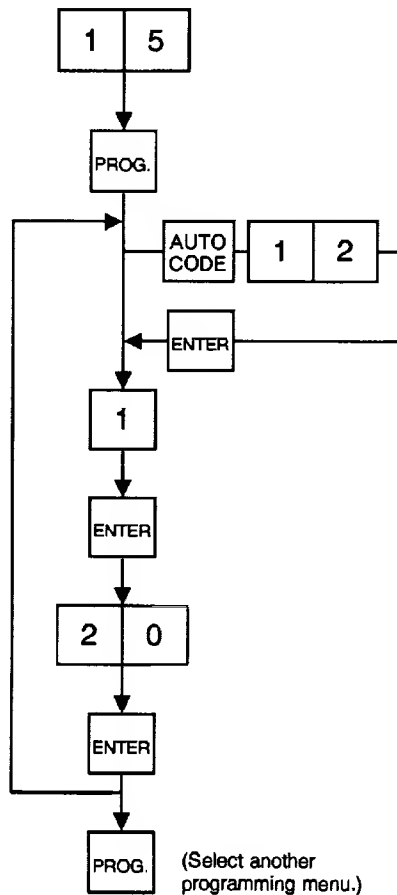 1 5
PROG.
AUTO
CODE
1 2
ENTER
1
ENTER
2 0
ENTER
PROG.
(Select another
programming menu.)